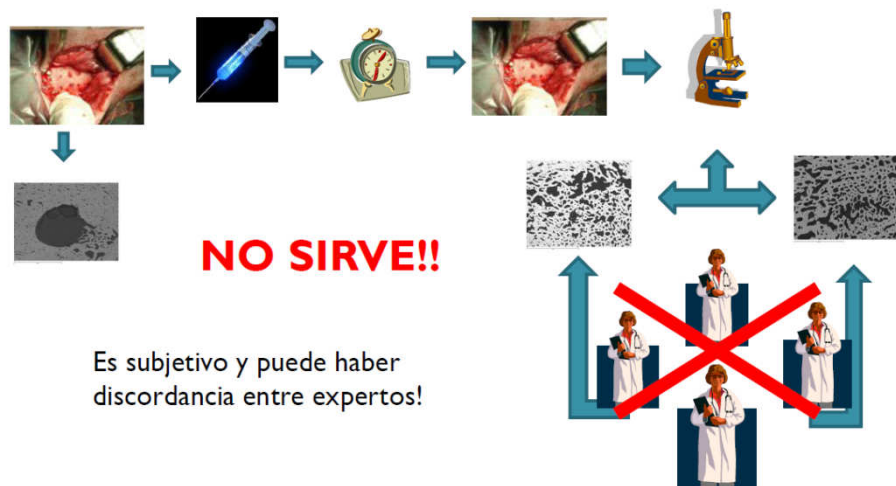 NO SIRVE!!
Es subjetivo y puede haber
discordancia entre expertos!